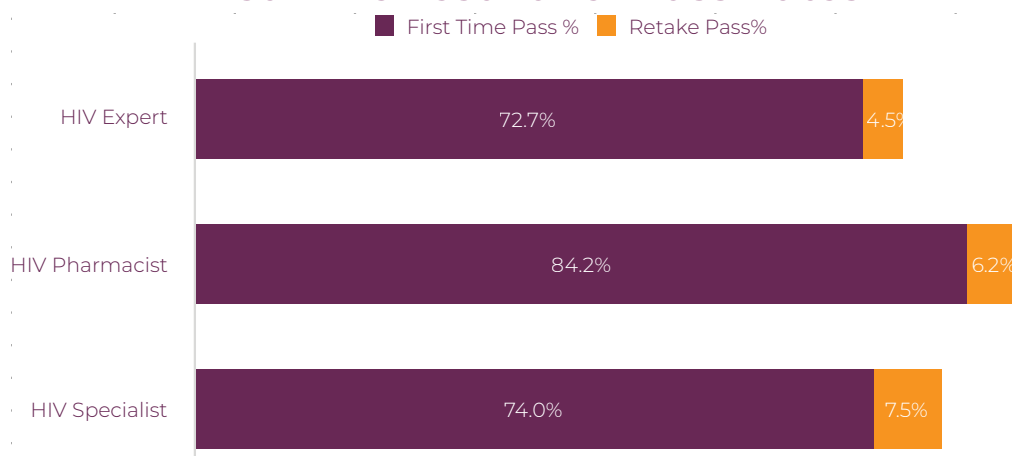 First Time Pass % Retake Pass%
HIV Expert 72.7% 4.5%
HIV Pharmacist 84.2% 6.2%
HIV Specialist 74.0% 7.5%